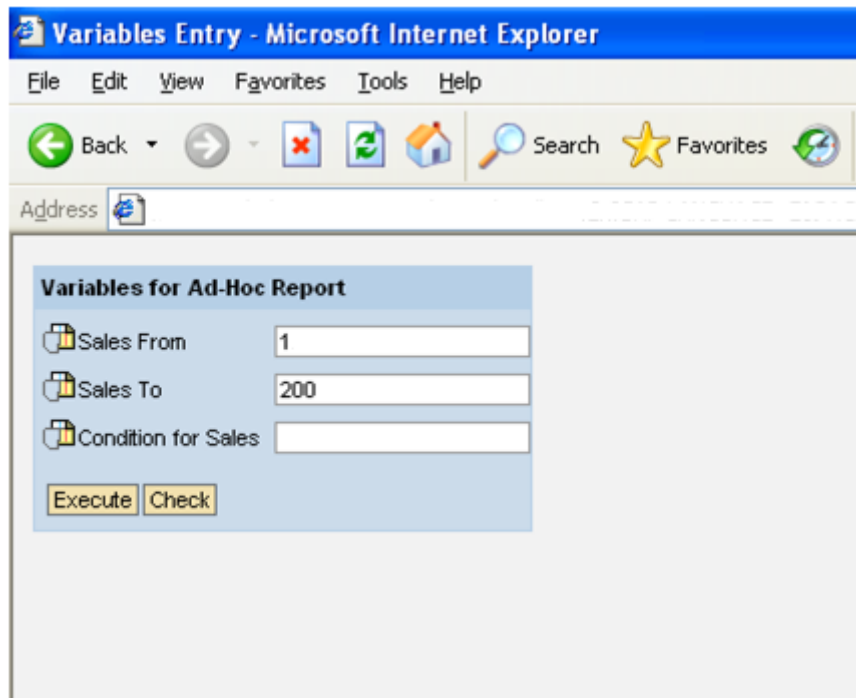 Variables Entry - Microsoft Internet Explorer
File Edit View Favorites Tools Help
Back Search Favorites
Address
Variables for Ad-Hoc Report
Sales From 1
Sales To 200
Condition for Sales
Execute Check